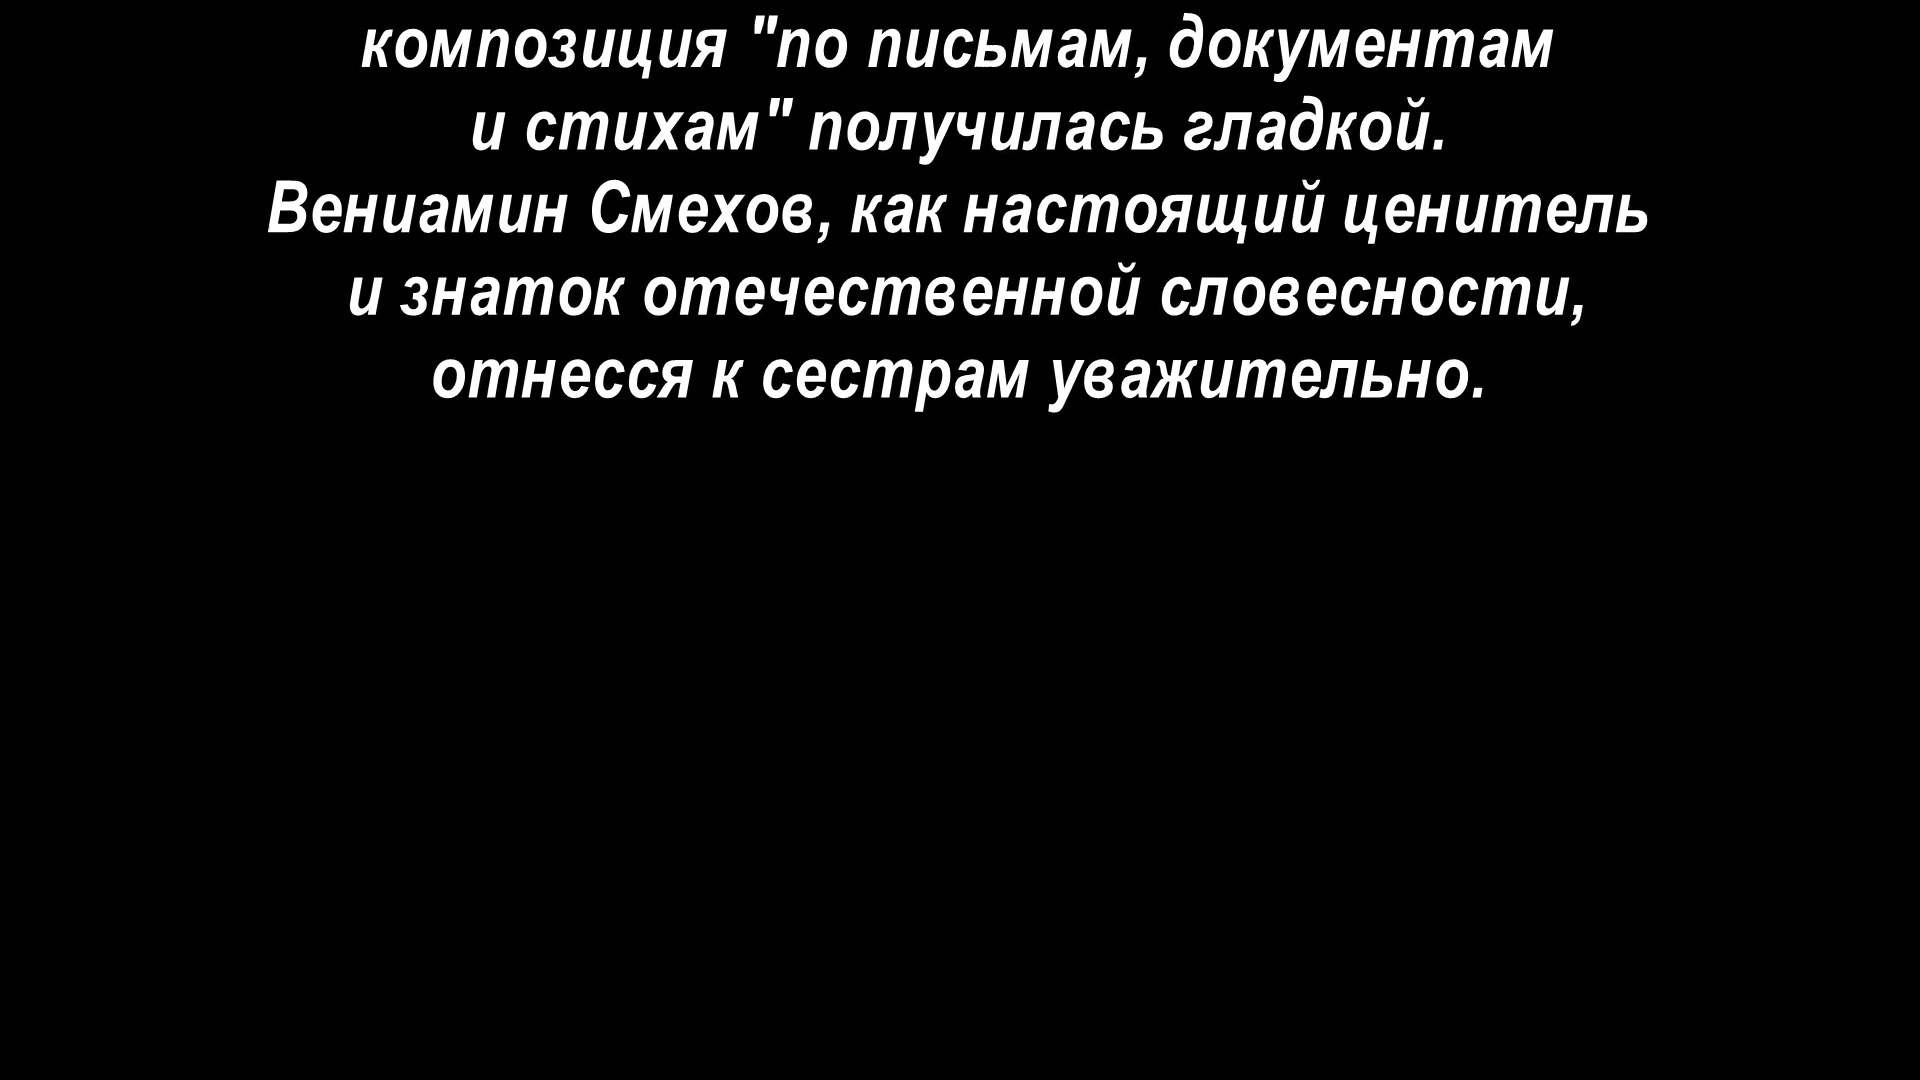 композиция "по письмам, документам
и стихам" получилась гладкой.
Вениамин Смехов, как настоящий ценитель
и знаток отечественной словесности,
отнесся к сестрам уважительно.